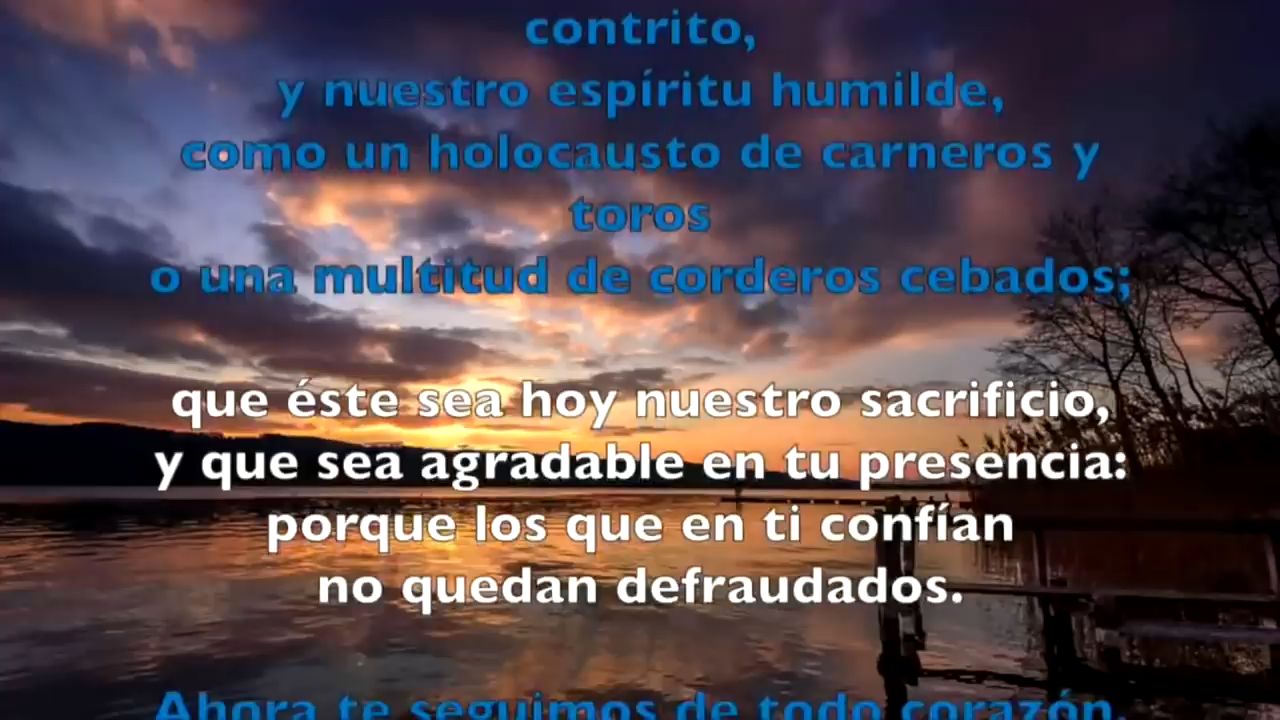 contrito,
y nuestro espíritu humilde,
como un holocausto de carneros y
toros
o una multitud de corderos cebados;
que éste sea hoy nuestro sacrificio,
y que sea agradable en tu presencia:
porque los que en ti confían
no quedan defraudados.
Ahora te seguimos de todo corazón,